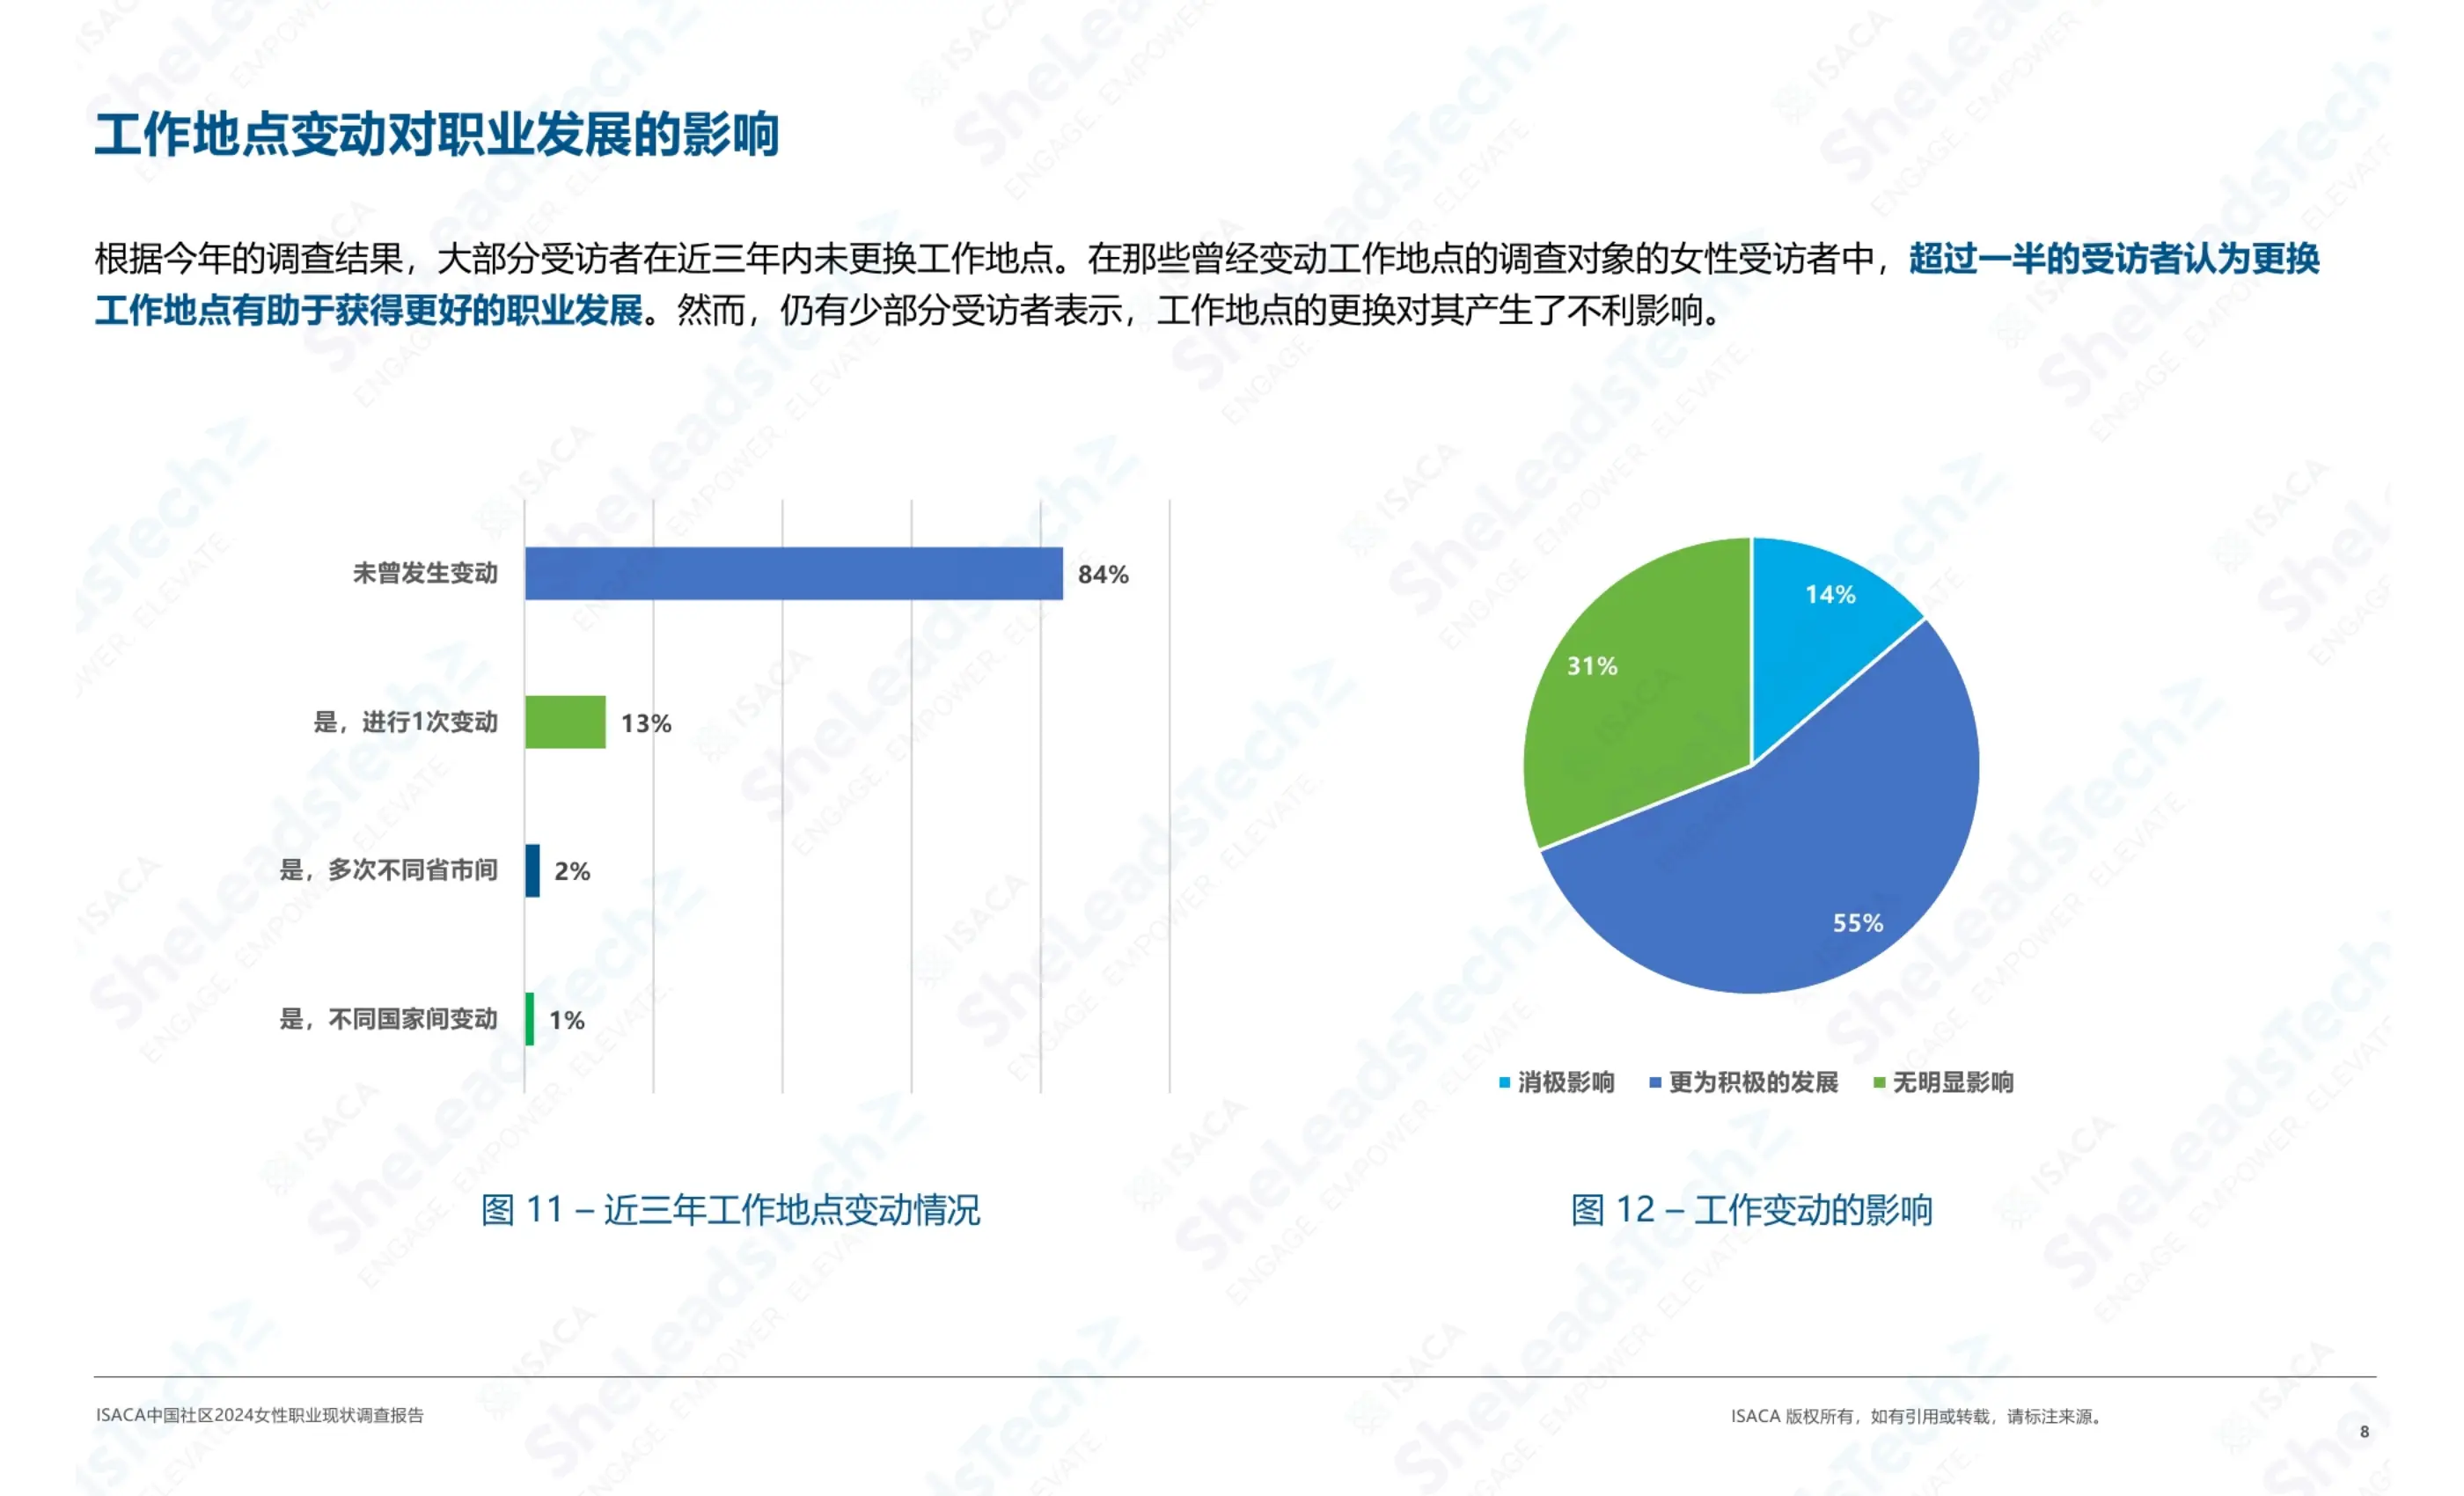 工作地点变动对职业发展的影响
根据今年的调查结果，大部分受访者在近三年内未更换工作地点。在那些曾经变动工作地点的调查对象的女性受访者中，超过一半的受访者认为更换
工作地点有助于获得更好的职业发展。然而，仍有少部分受访者表示，工作地点的更换对其产生了不利影响。
未曾发生变动 84%
是，进行1次变动 13%
是，多次不同省市间 2%
是，不同国家间变动 1%
图 11 – 近三年工作地点变动情况
14%
31%
55%
消极影响 更为积极的发展 无明显影响
图 12 – 工作变动的影响
ISACA中国社区2024女性职业现状调查报告
ISACA 版权所有，如有引用或转载，请标注来源。
8
ISACA
SheLeadsTech
ENGAGE. EMPOWER. ELEVATE.